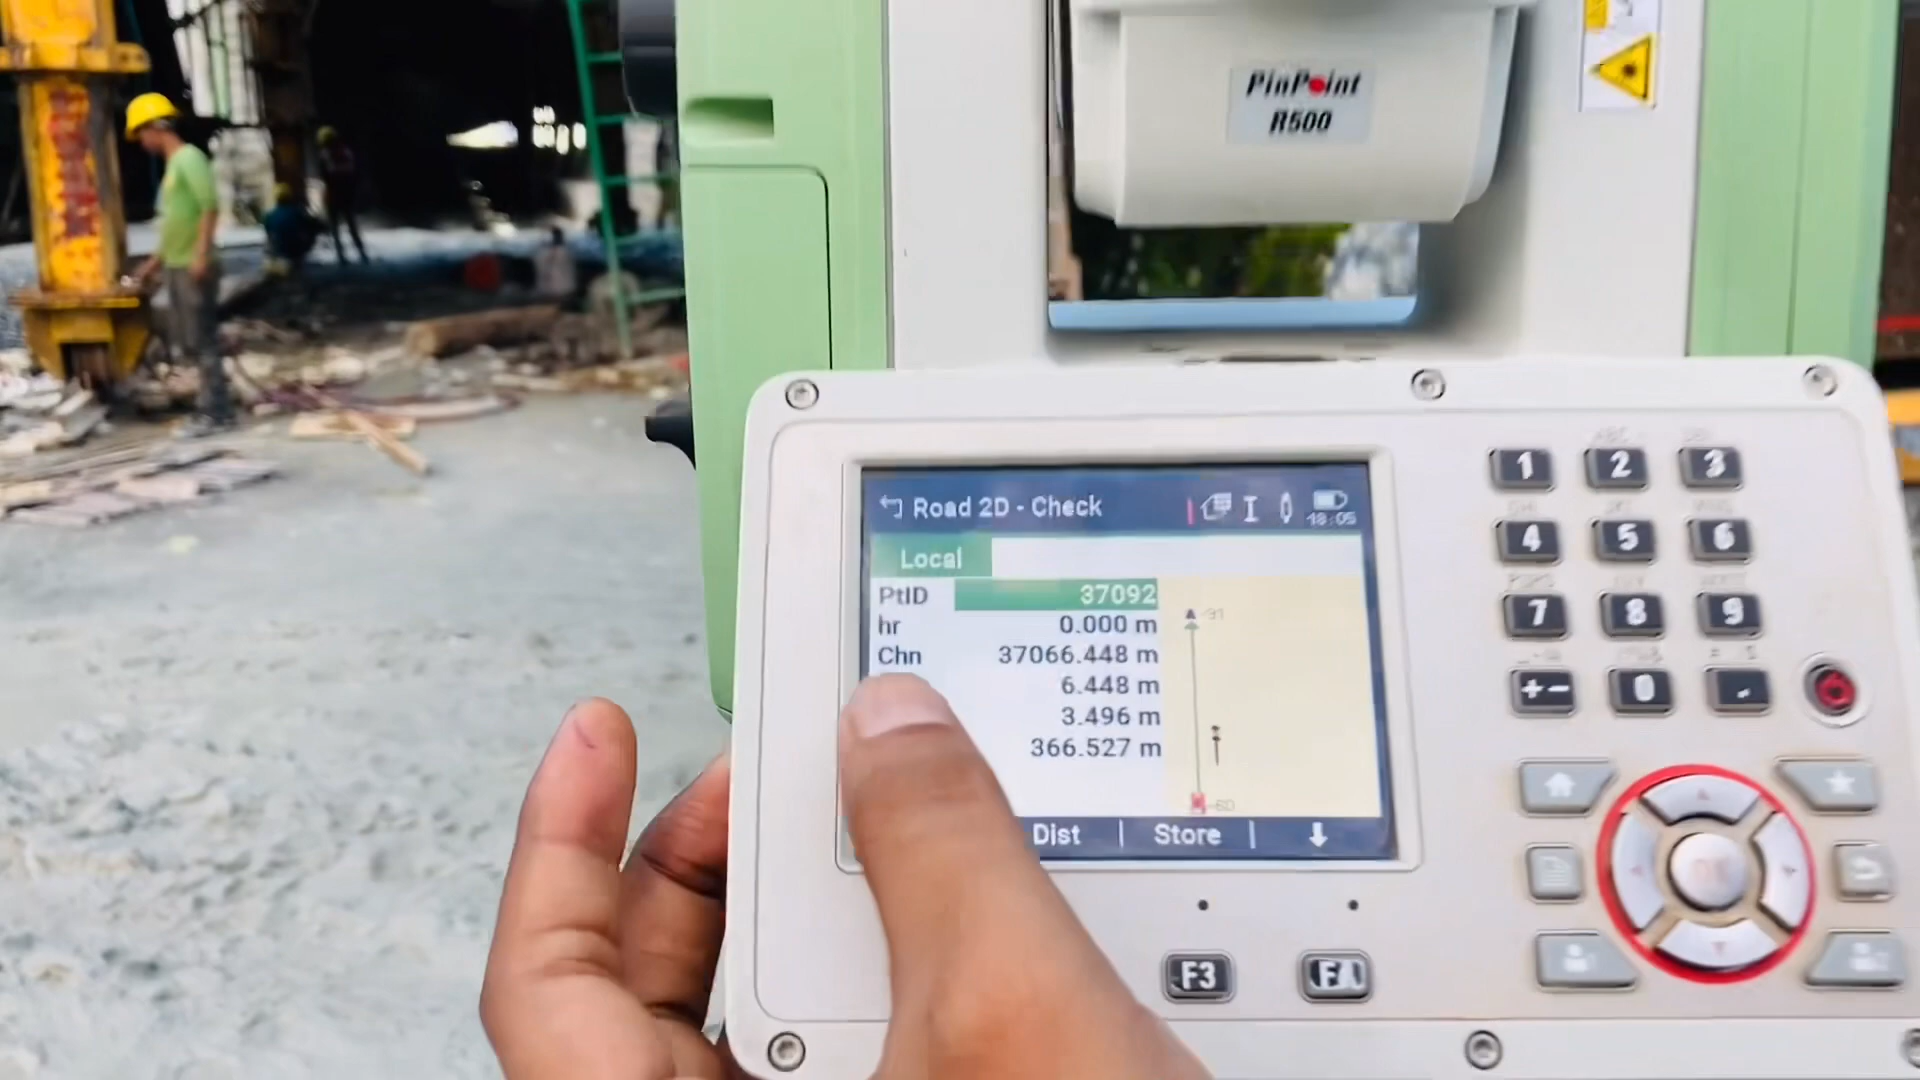 PinPoint
R500
Road 2D - Check
18:05
Local
PtID 37092
hr 0.000 m
Chn 37066.448 m
6.448 m
3.496 m
366.527 m
Dist | Store |
1 2 3
4 5 6
7 8 9
+− 0 .
F3 F4